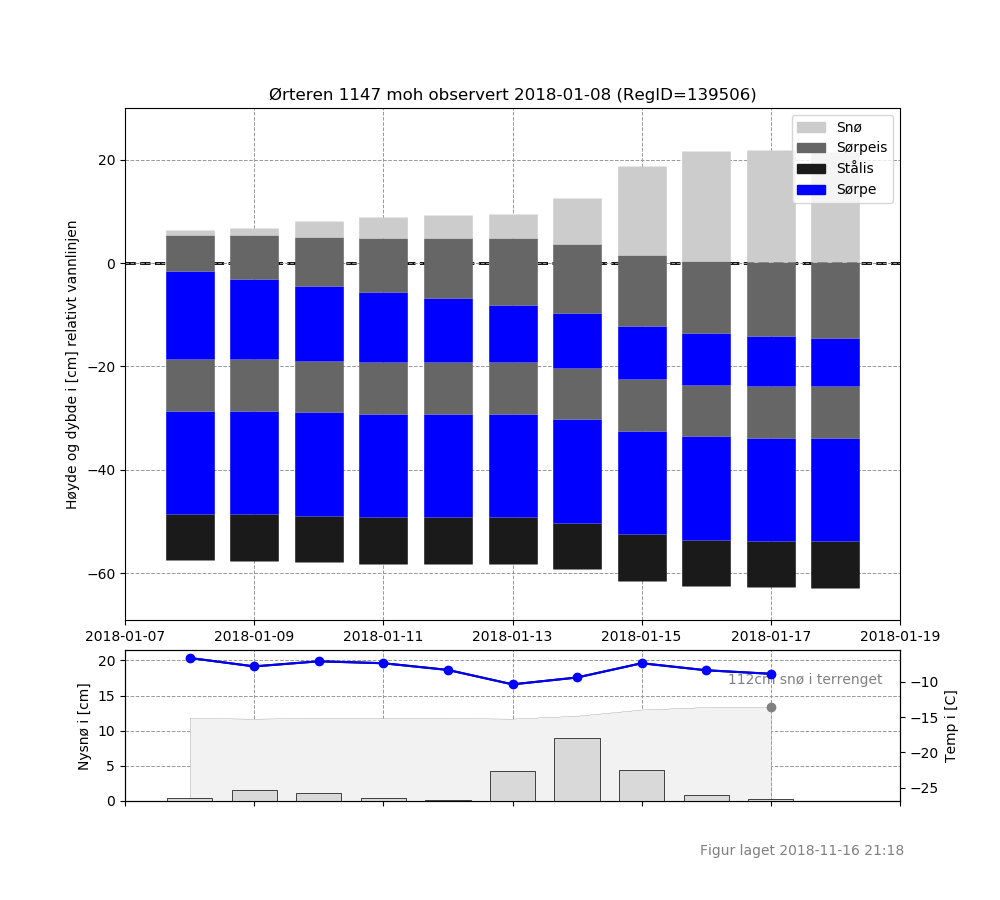 Ørteren 1147 moh observert 2018-01-08 (RegID=139506)
Snø
Sørpeis
Stålis
Sørpe
Høyde og dybde i [cm] relativt vannlinjen
20
0
−20
−40
−60
2018-01-07 2018-01-09 2018-01-11 2018-01-13 2018-01-15 2018-01-17 2018-01-19
Nysnø i [cm]
20
15
10
5
0
112cm snø i terrenget
−10
−15
−20
−25
Temp i [C]
Figur laget 2018-11-16 21:18